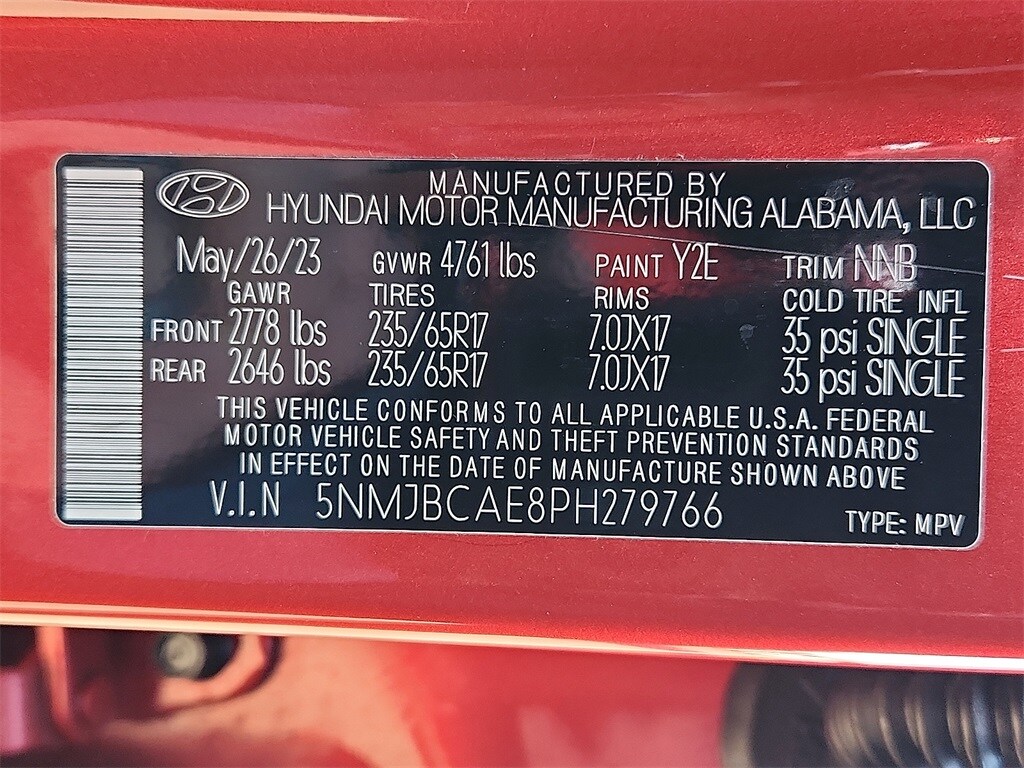 MANUFACTURED BY
HYUNDAI MOTOR MANUFACTURING ALABAMA, LLC
May/26/23 GVWR 4761 lbs PAINT Y2E TRIM NNB
GAWR TIRES RIMS COLD TIRE INFL
FRONT 2778 lbs 235/65R17 7.0JX17 35 psi SINGLE
REAR 2646 lbs 235/65R17 7.0JX17 35 psi SINGLE
THIS VEHICLE CONFORMS TO ALL APPLICABLE U.S.A. FEDERAL
MOTOR VEHICLE SAFETY AND THEFT PREVENTION STANDARDS
IN EFFECT ON THE DATE OF MANUFACTURE SHOWN ABOVE
V.I.N 5NMJBCAE8PH279766
TYPE: MPV